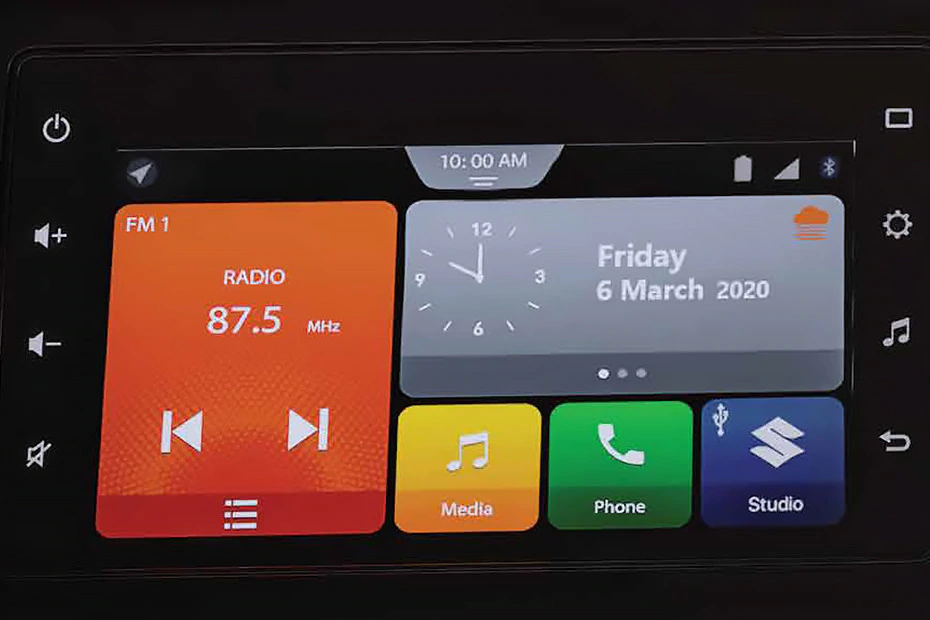 10:00 AM
FM 1
RADIO
87.5 MHz
12
9
3
6
Friday
6 March 2020
Media
Phone
Studio